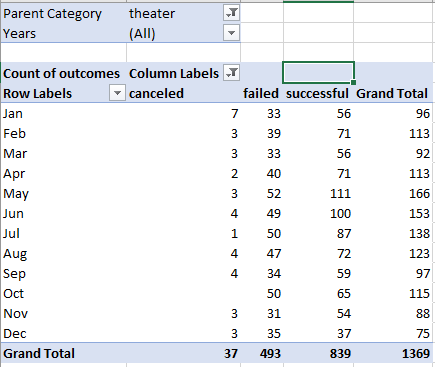 Parent Category theater
Years (All)
Count of outcomes Column Labels
Row Labels canceled failed successful Grand Total
Jan 7 33 56 96
Feb 3 39 71 113
Mar 3 33 56 92
Apr 2 40 71 113
May 3 52 111 166
Jun 4 49 100 153
Jul 1 50 87 138
Aug 4 47 72 123
Sep 4 34 59 97
Oct 50 65 115
Nov 3 31 54 88
Dec 3 35 37 75
Grand Total 37 493 839 1369